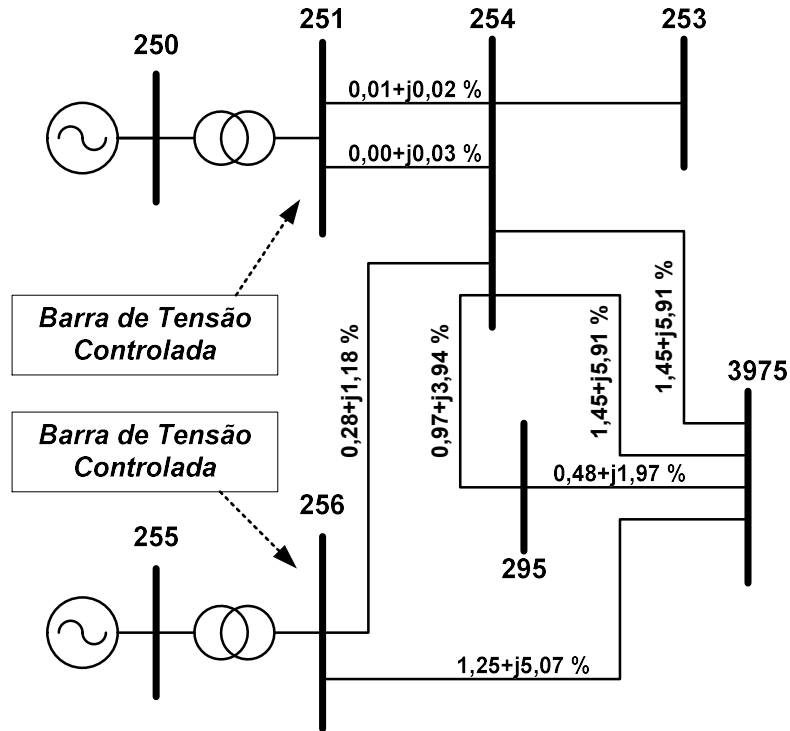 250
251
254
253
0,01+j0,02 %
0,00+j0,03 %
Barra de Tensão
Controlada
0,28+j1,18 %
0,97+j3,94 %
1,45+j5,91 %
1,45+j5,91 %
3975
Barra de Tensão
Controlada
0,48+j1,97 %
255
256
295
1,25+j5,07 %